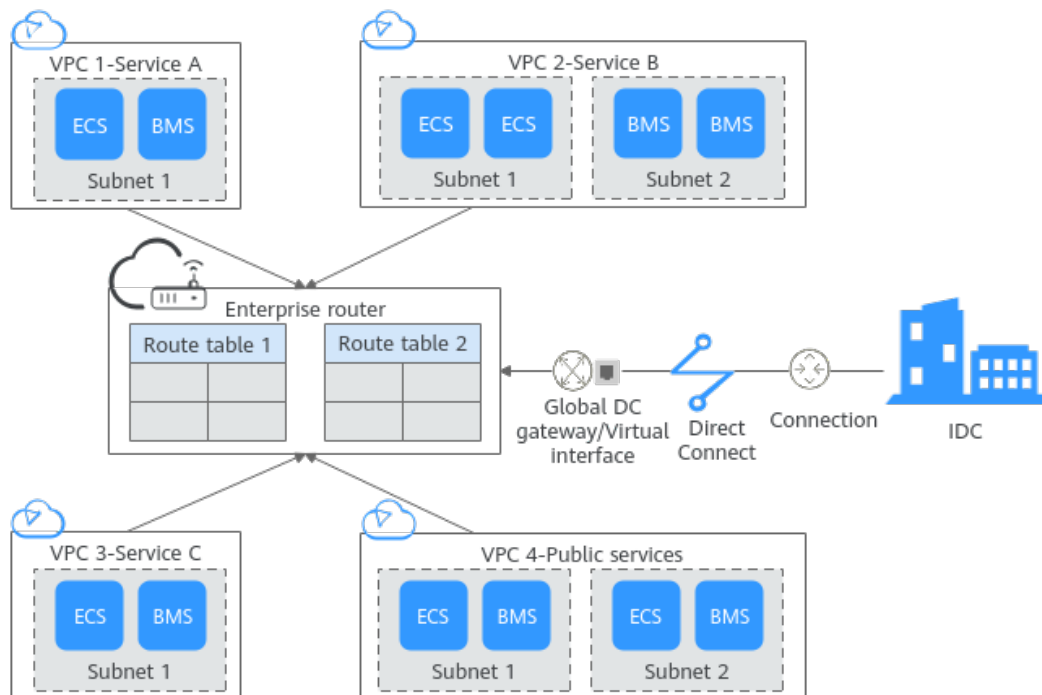 VPC 1-Service A
ECS
BMS
Subnet 1
VPC 2-Service B
ECS
ECS
Subnet 1
BMS
BMS
Subnet 2
Enterprise router
Route table 1
Route table 2
Global DC
gateway/Virtual
interface
Direct
Connect
Connection
IDC
VPC 3-Service C
ECS
BMS
Subnet 1
VPC 4-Public services
ECS
BMS
Subnet 1
ECS
BMS
Subnet 2